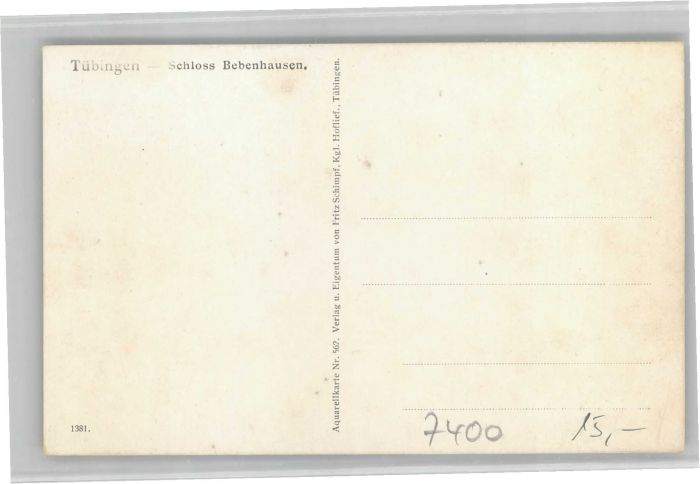 Tübingen — Schloss Bebenhausen.
Aquarellkarte Nr. 562. Verlag u. Eigentum von Fritz Schimpf, Kgl. Hoflief., Tübingen.
1381.
7400
15,—